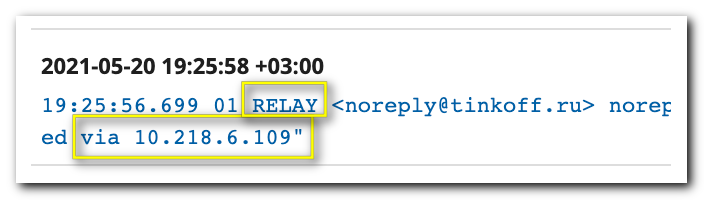 2021-05-20 19:25:58 +03:00
19:25:56.699 01 RELAY <noreply@tinkoff.ru> norep
ed via 10.218.6.109"